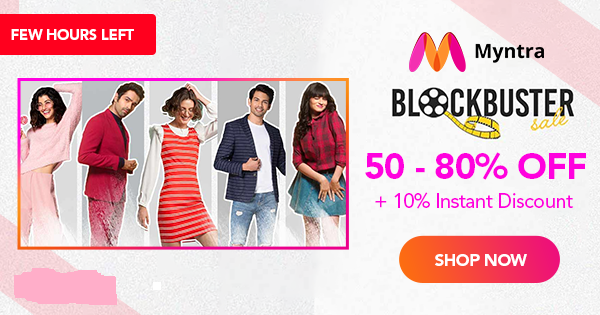 FEW HOURS LEFT
Myntra
BLOCKBUSTER
sale
50 - 80% OFF
+ 10% Instant Discount
SHOP NOW